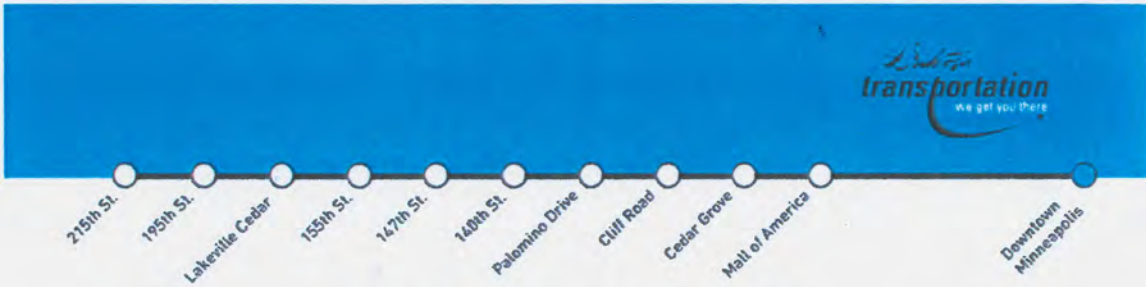 transportation
we get you there
215th St.
195th St.
Lakeville Cedar
155th St.
147th St.
140th St.
Palomino Drive
Cliff Road
Cedar Grove
Mall of America
Downtown
Minneapolis